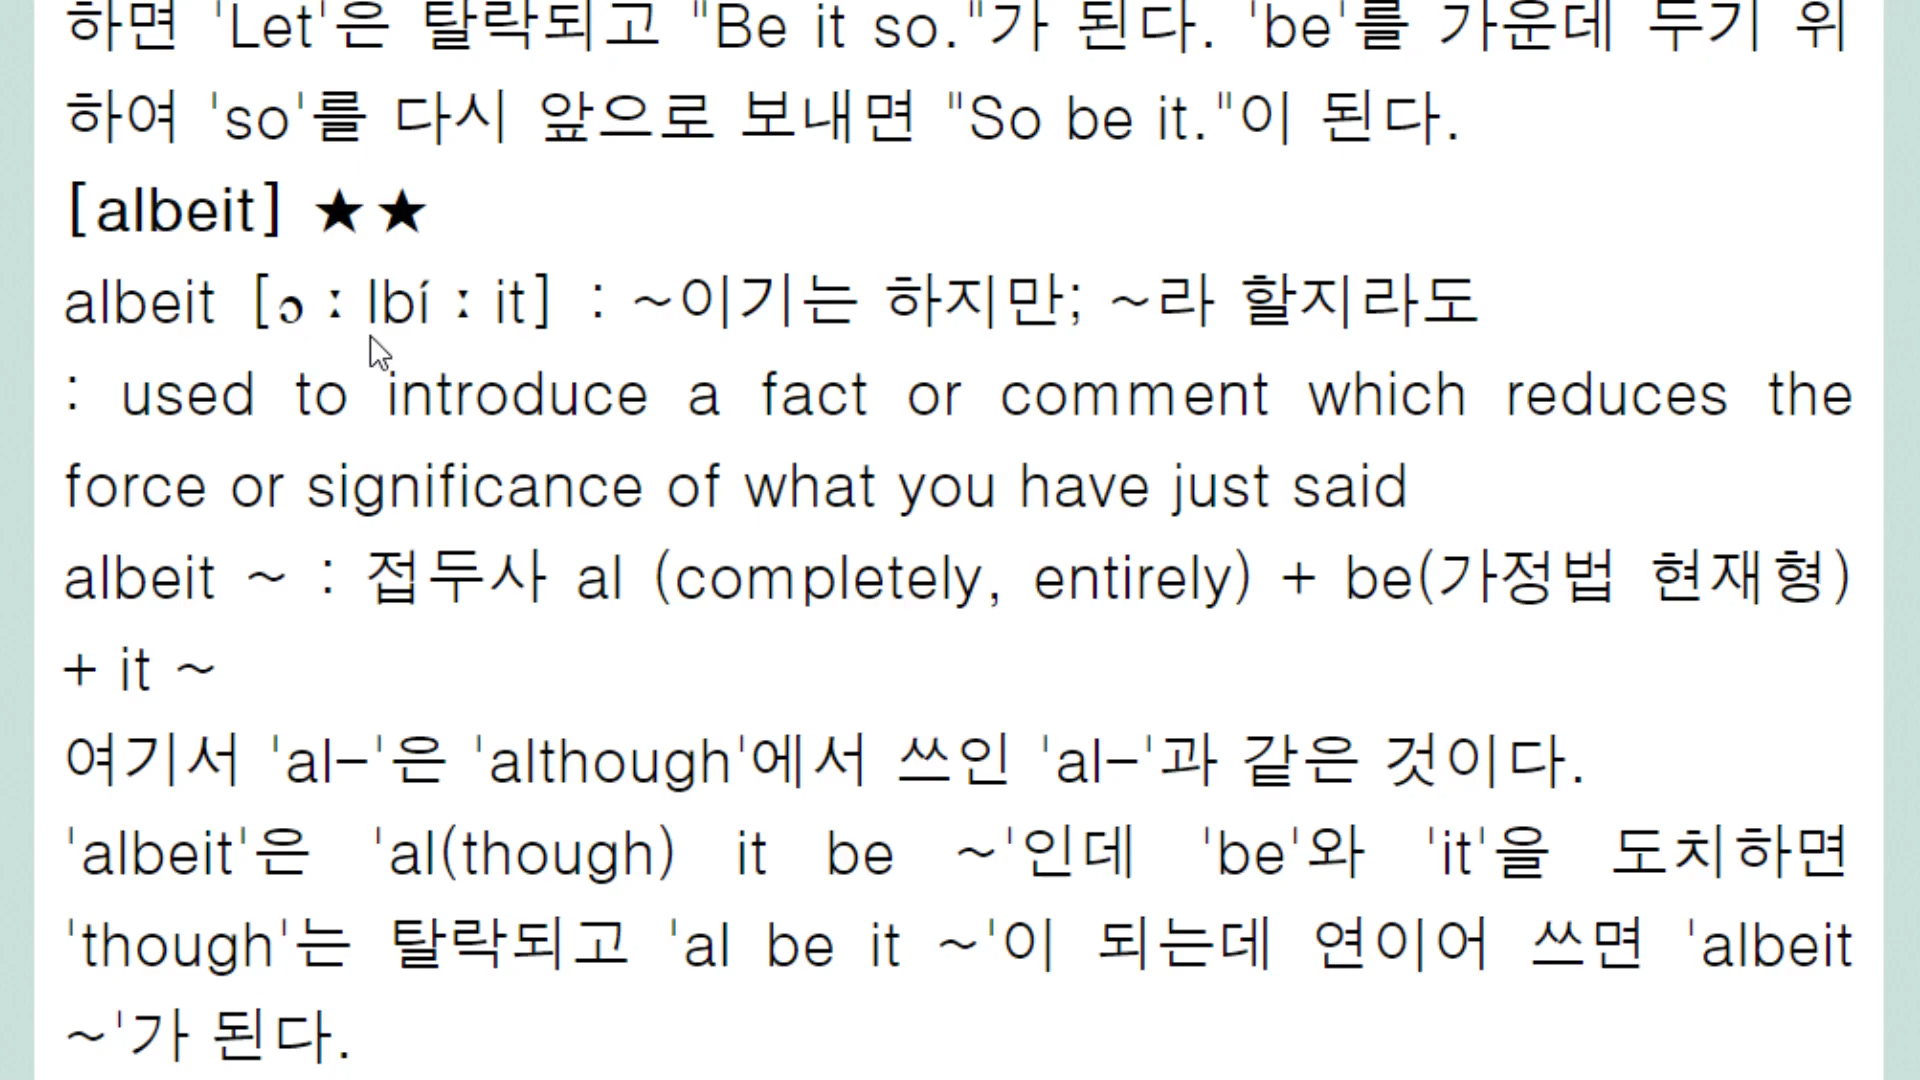 하면 'Let'은 탈락되고 "Be it so."가 된다. 'be'를 가운데 두기 위
하여 'so'를 다시 앞으로 보내면 "So be it."이 된다.
[albeit] ★★
albeit [ɔːlbíːit] : ~이기는 하지만; ~라 할지라도
: used to introduce a fact or comment which reduces the
force or significance of what you have just said
albeit ~ : 접두사 al (completely, entirely) + be(가정법 현재형)
+ it ~
여기서 'al-'은 'although'에서 쓰인 'al-'과 같은 것이다.
'albeit'은 'al(though) it be ~'인데 'be'와 'it'을 도치하면
'though'는 탈락되고 'al be it ~'이 되는데 연이어 쓰면 'albeit
~'가 된다.